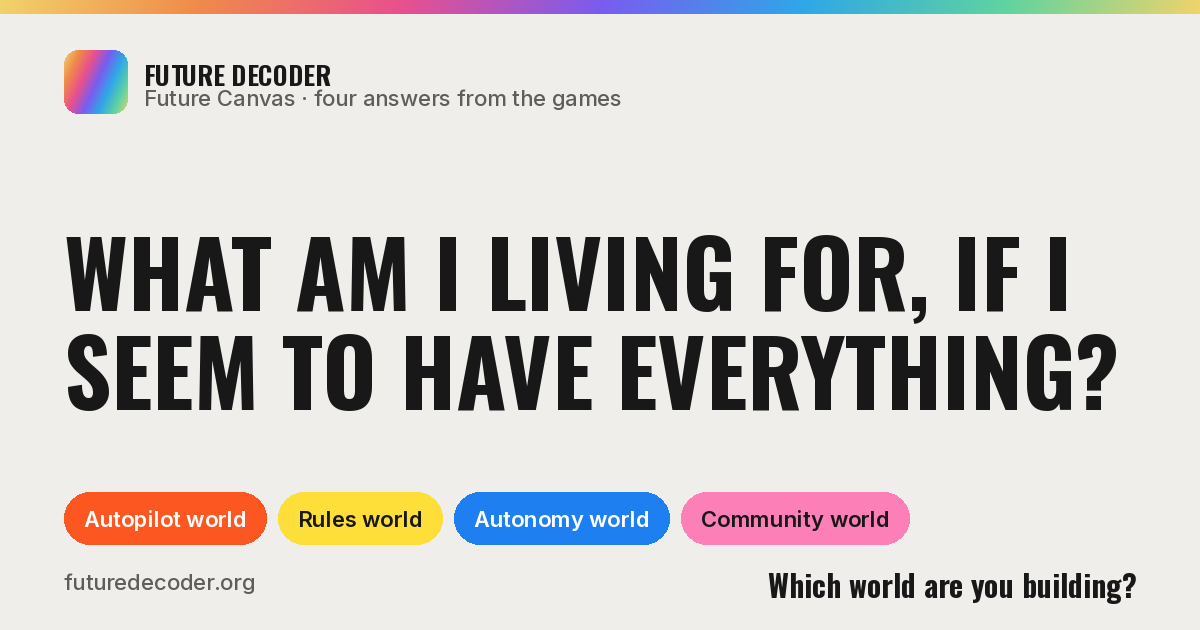 FUTURE DECODER
Future Canvas · four answers from the games
WHAT AM I LIVING FOR, IF I
SEEM TO HAVE EVERYTHING?
Autopilot world
Rules world
Autonomy world
Community world
futuredecoder.org
Which world are you building?